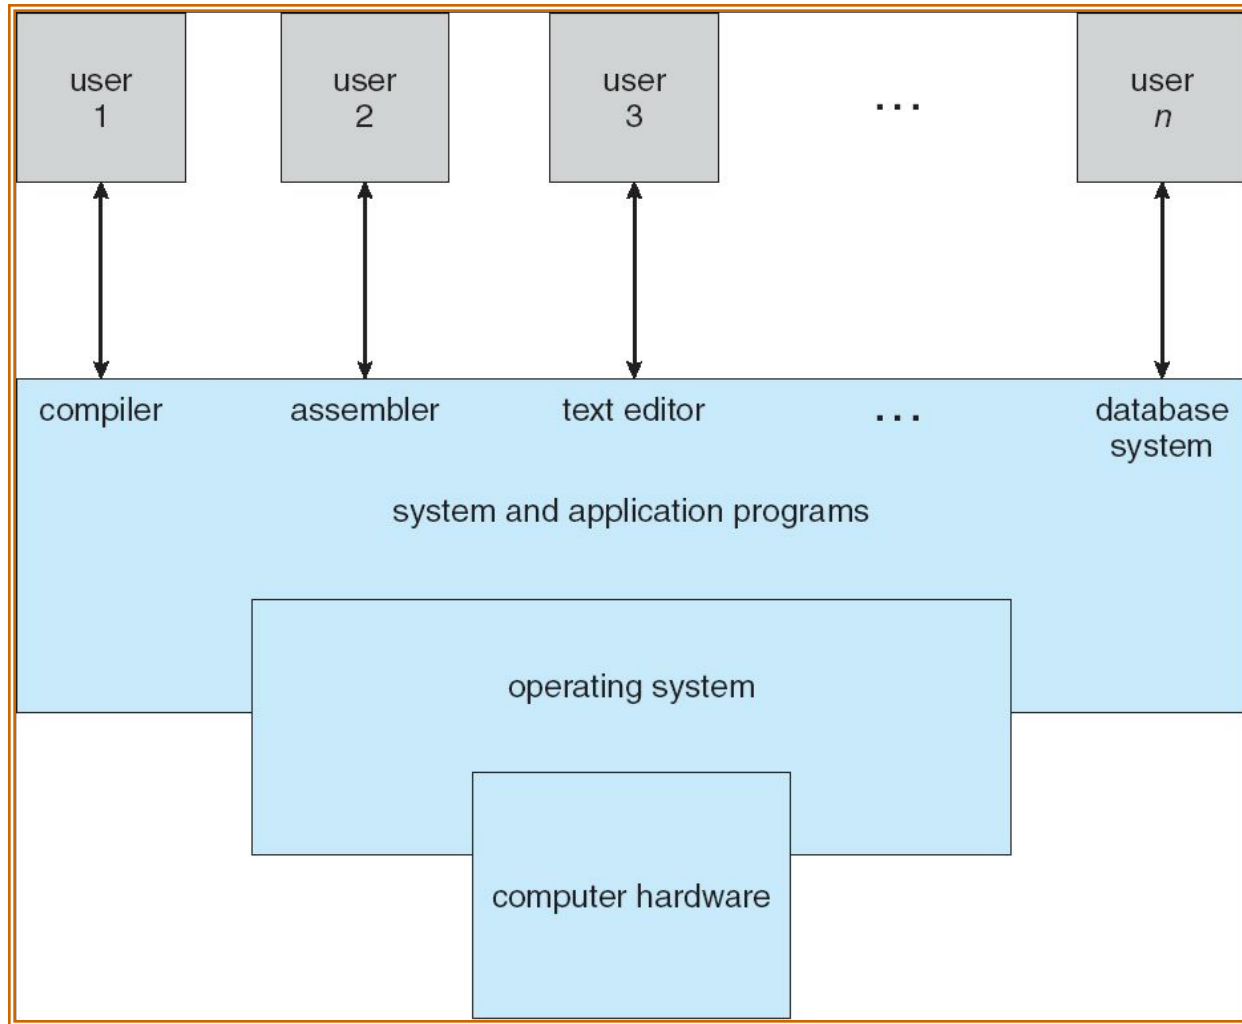 user
1
user
2
user
3
...
user
n
compiler
assembler
text editor
...
database
system
system and application programs
operating system
computer hardware